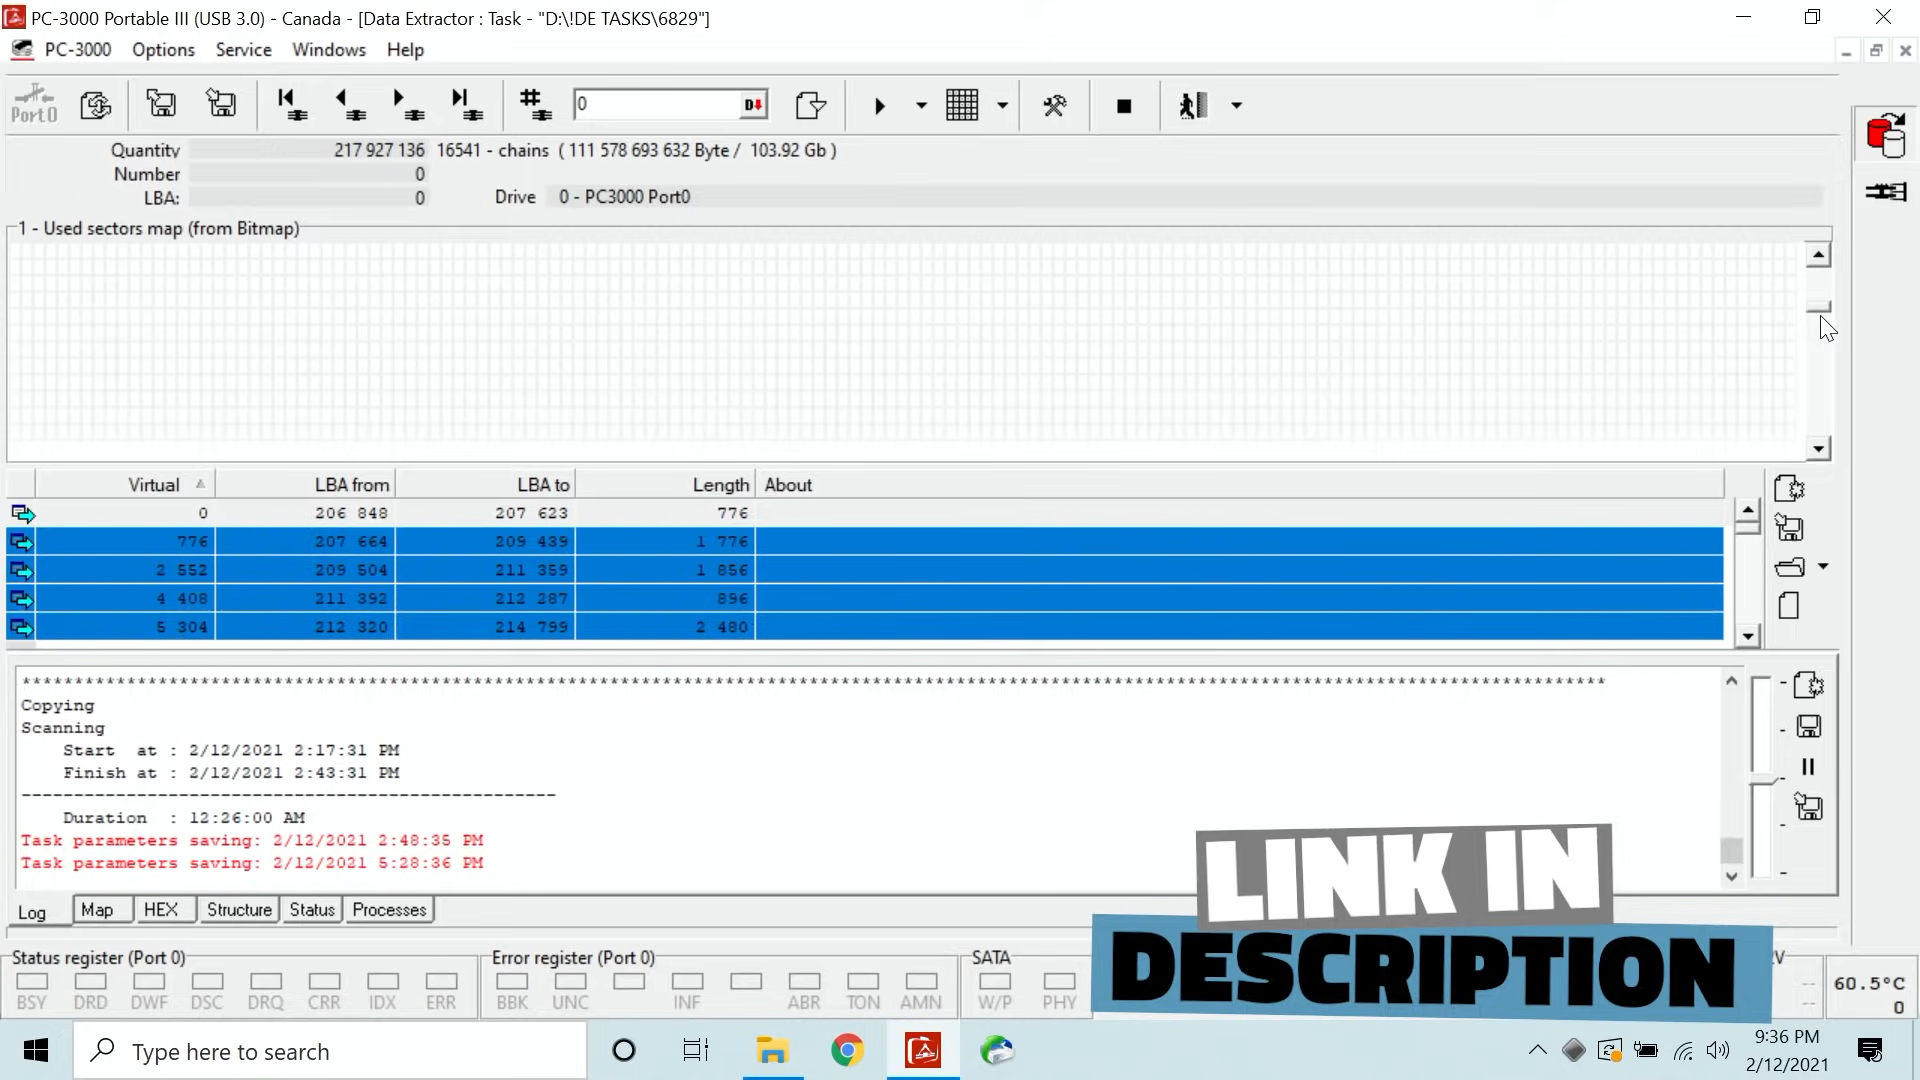 PC-3000 Portable III (USB 3.0) - Canada - [Data Extractor : Task - "D:\!DE TASKS\6829"]
PC-3000 Options Service Windows Help
Port0 0 D
Quantity 217 927 136 16541 - chains ( 111 578 693 632 Byte / 103.92 Gb )
Number 0
LBA: 0 Drive 0 - PC3000 Port0
1 - Used sectors map (from Bitmap)
Virtual LBA from LBA to Length About
0 206 848 207 623 776
776 207 664 209 439 1 776
2 552 209 504 211 359 1 856
4 408 211 392 212 287 896
5 304 212 320 214 799 2 480
Copying
Scanning
Start at : 2/12/2021 2:17:31 PM
Finish at : 2/12/2021 2:43:31 PM
Duration : 12:26:00 AM
Task parameters saving: 2/12/2021 2:48:35 PM
Task parameters saving: 2/12/2021 5:28:36 PM
Log Map HEX Structure Status Processes
LINK IN
DESCRIPTION
Status register (Port 0) Error register (Port 0) SATA
BSY DRD DWF DSC DRQ CRR IDX ERR BBK UNC INF ABR TON AMN W/P PHY
60.5°C
0
Type here to search
9:36 PM
2/12/2021